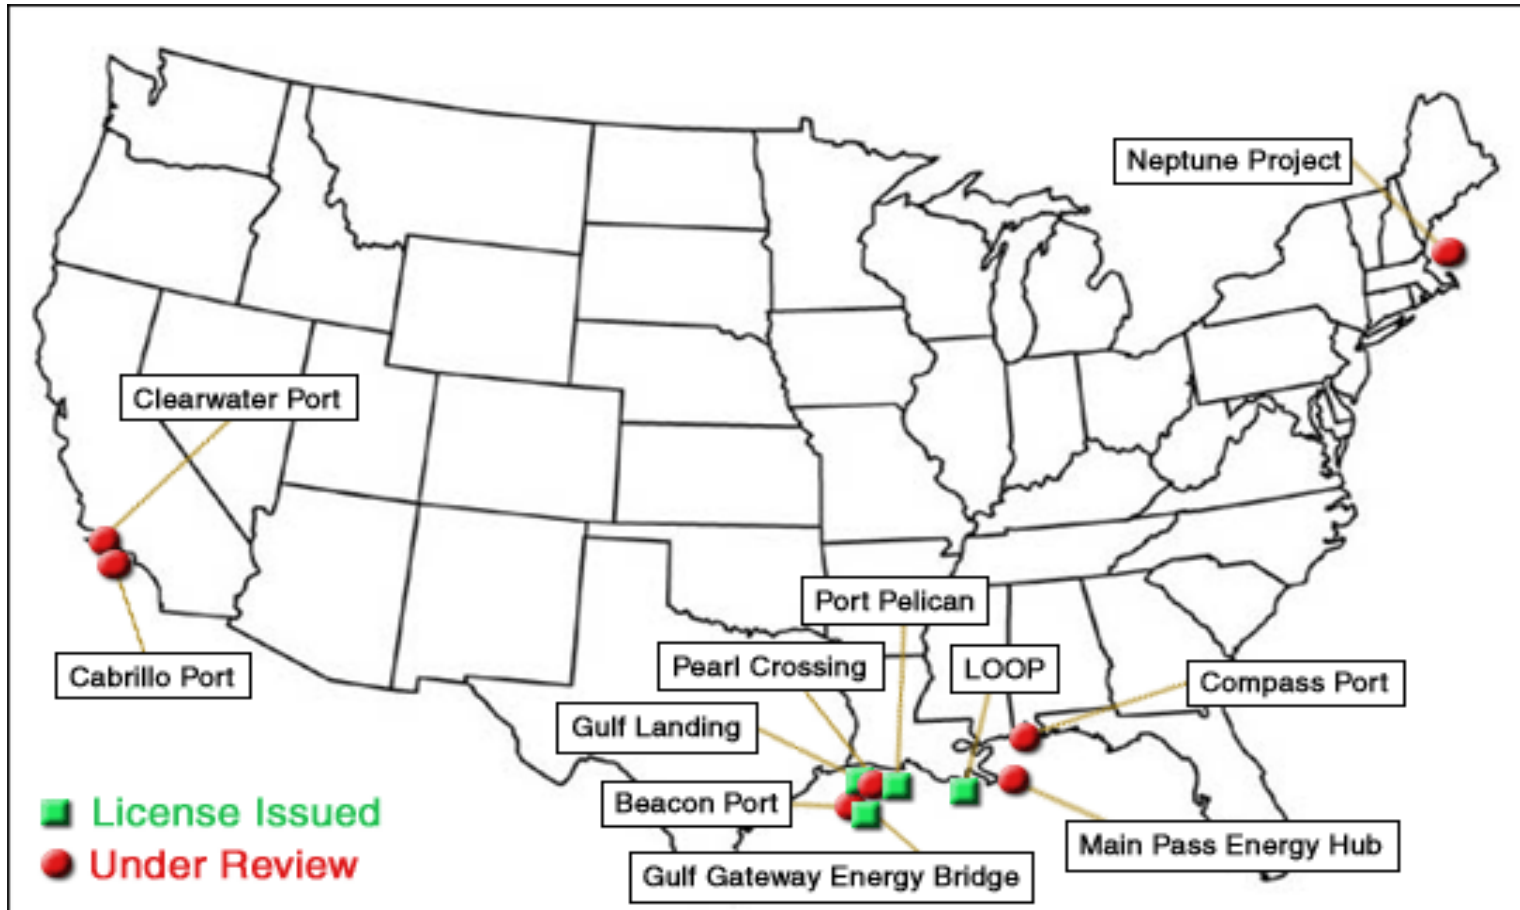 Neptune Project
Clearwater Port
Port Pelican
Pearl Crossing
LOOP
Cabrillo Port
Compass Port
Gulf Landing
Beacon Port
License Issued
Main Pass Energy Hub
Under Review
Gulf Gateway Energy Bridge